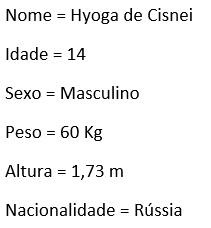 Nome = Hyoga de Cisnei
Idade = 14
Sexo = Masculino
Peso = 60 Kg
Altura = 1,73 m
Nacionalidade = Rússia